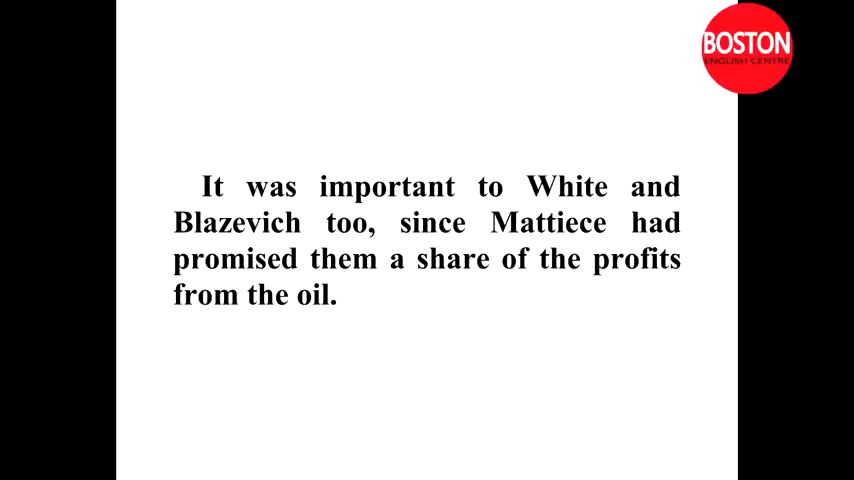 BOSTON
ENGLISH CENTRE
It was important to White and
Blazevich too, since Mattiece had
promised them a share of the profits
from the oil.